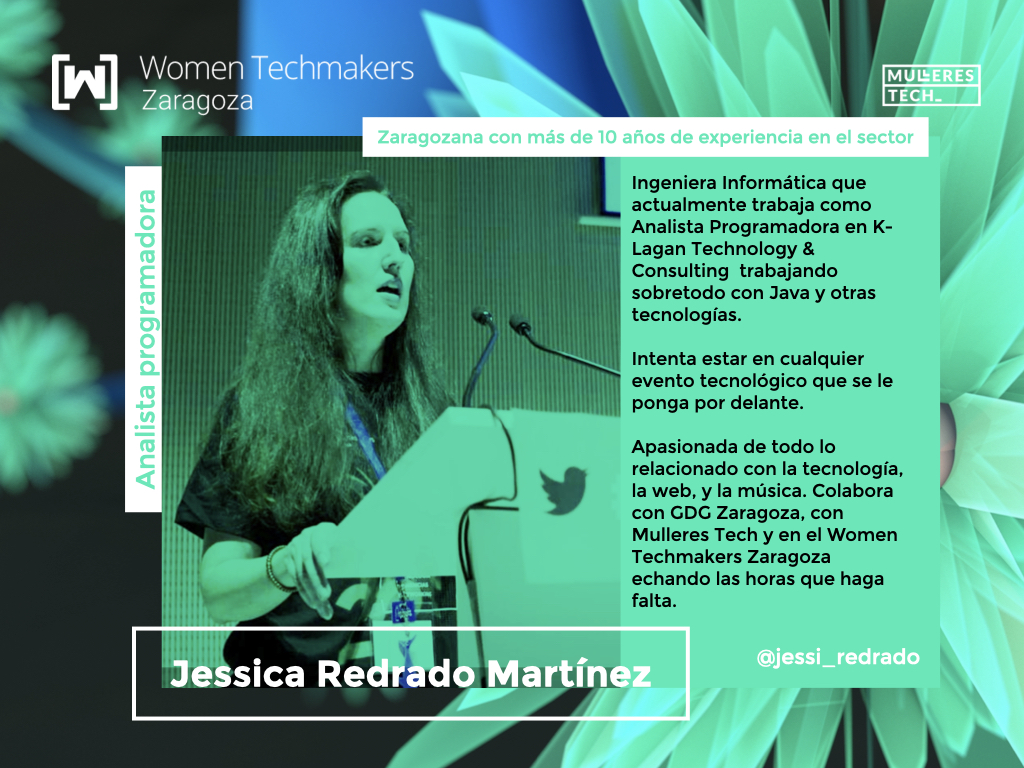 [W] Women Techmakers
Zaragoza
MULLERES
TECH_
Zaragozana con más de 10 años de experiencia en el sector
Analista programadora
Ingeniera Informática que
actualmente trabaja como
Analista Programadora en K-
Lagan Technology &
Consulting  trabajando
sobretodo con Java y otras
tecnologías.
Intenta estar en cualquier
evento tecnológico que se le
ponga por delante.
Apasionada de todo lo
relacionado con la tecnología,
la web, y la música. Colabora
con GDG Zaragoza, con
Mulleres Tech y en el Women
Techmakers Zaragoza
echando las horas que haga
falta.
@jessi_redrado
Jessica Redrado Martínez